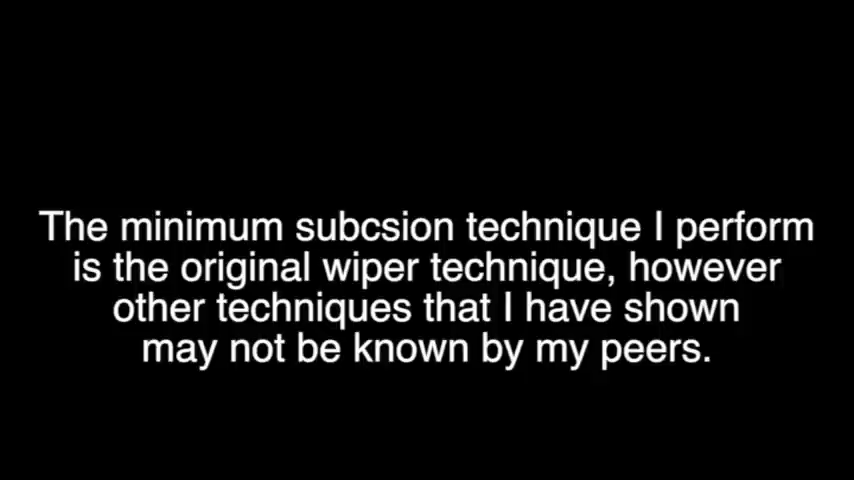 The minimum subcsion technique I perform
is the original wiper technique, however
other techniques that I have shown
may not be known by my peers.